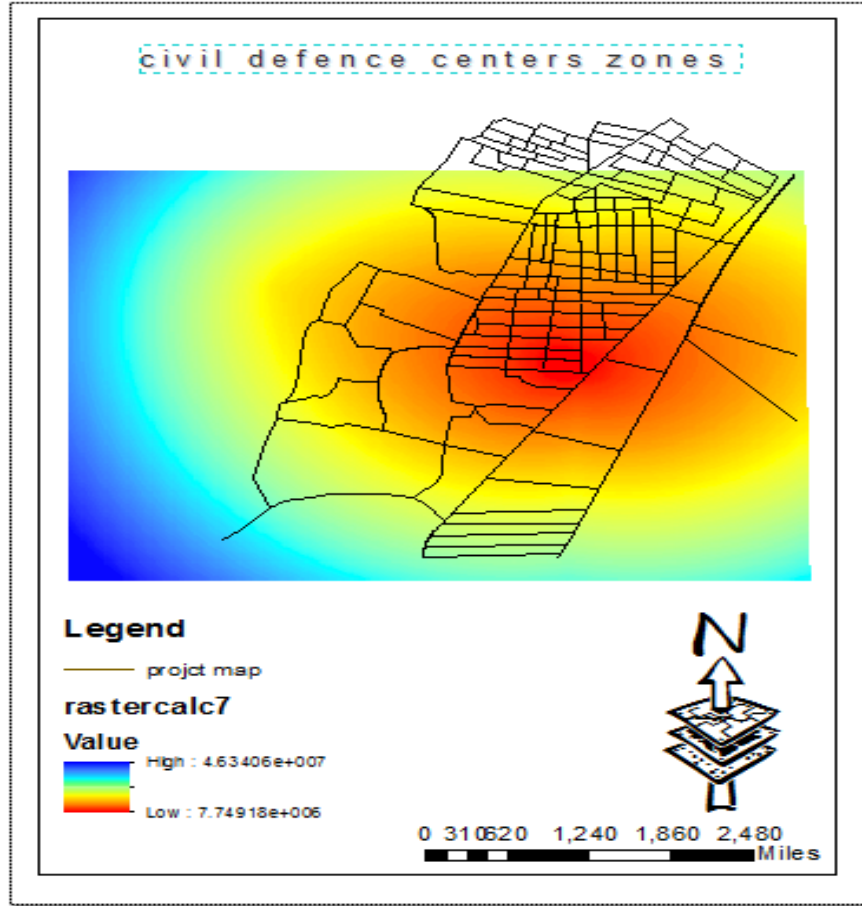 civil defence centers zones
Legend
projct map
rastercalc7
Value
High : 4.63406e+007
Low : 7.74918e+006
N
0 310620 1,240 1,860 2,480
Miles